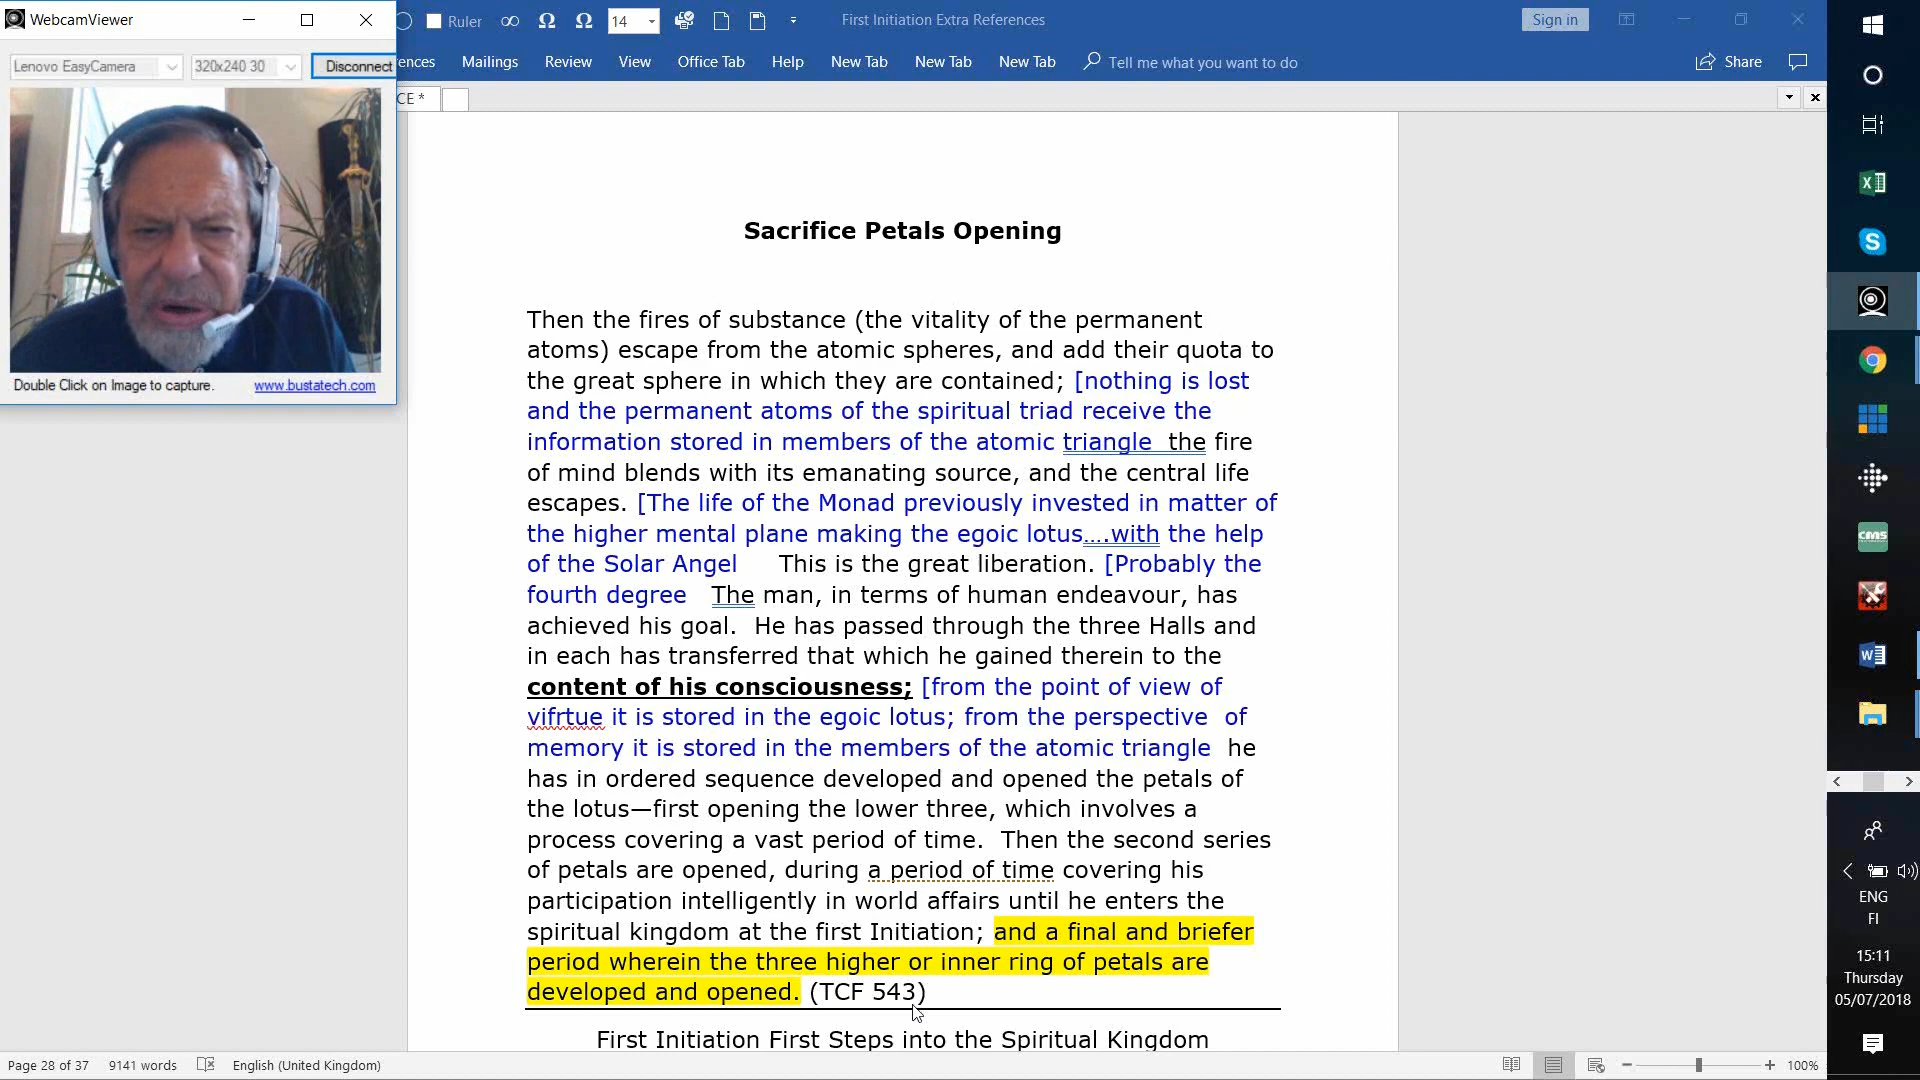 WebcamViewer
Lenovo EasyCamera
320x240 30
Disconnect
Double Click on Image to capture.
www.bustatech.com
Ruler
14
First Initiation Extra References
Sign in
ences
Mailings
Review
View
Office Tab
Help
New Tab
New Tab
New Tab
Tell me what you want to do
Share
CE *
Sacrifice Petals Opening
Then the fires of substance (the vitality of the permanent
atoms) escape from the atomic spheres, and add their quota to
the great sphere in which they are contained; [nothing is lost
and the permanent atoms of the spiritual triad receive the
information stored in members of the atomic triangle  the fire
of mind blends with its emanating source, and the central life
escapes. [The life of the Monad previously invested in matter of
the higher mental plane making the egoic lotus….with the help
of the Solar Angel     This is the great liberation. [Probably the
fourth degree   The man, in terms of human endeavour, has
achieved his goal.  He has passed through the three Halls and
in each has transferred that which he gained therein to the
content of his consciousness; [from the point of view of
vifrtue it is stored in the egoic lotus; from the perspective  of
memory it is stored in the members of the atomic triangle  he
has in ordered sequence developed and opened the petals of
the lotus—first opening the lower three, which involves a
process covering a vast period of time.  Then the second series
of petals are opened, during a period of time covering his
participation intelligently in world affairs until he enters the
spiritual kingdom at the first Initiation; and a final and briefer
period wherein the three higher or inner ring of petals are
developed and opened. (TCF 543)
First Initiation First Steps into the Spiritual Kingdom
Page 28 of 37
9141 words
English (United Kingdom)
100%
cms
ENG
FI
15:11
Thursday
05/07/2018